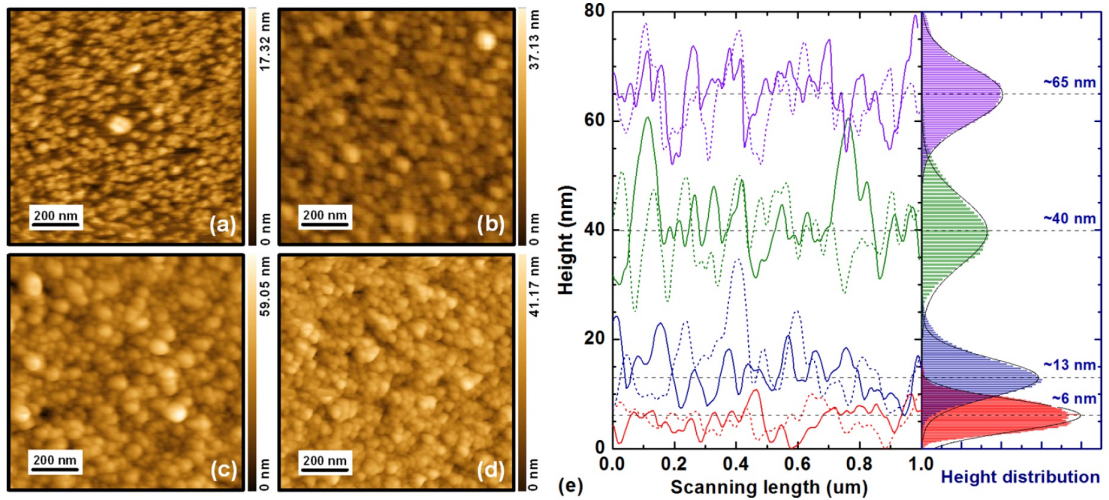 17.32 nm
0 nm
200 nm
(a)
37.13 nm
0 nm
200 nm
(b)
59.05 nm
0 nm
200 nm
(c)
41.17 nm
0 nm
200 nm
(d)
(e)
Height (nm)
80
60
40
20
0
0.0 0.2 0.4 0.6 0.8 1.0
Scanning length (um)
~65 nm
~40 nm
~13 nm
~6 nm
Height distribution